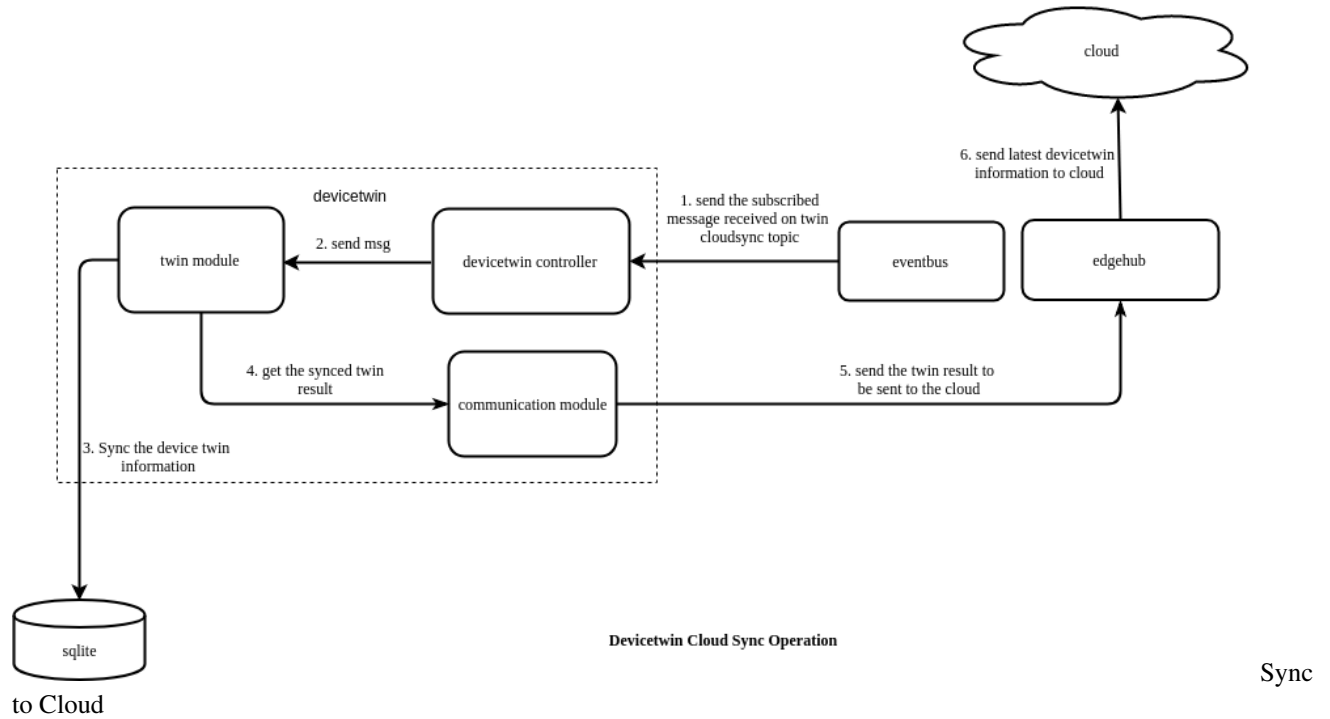 cloud
6. send latest devicetwin
information to cloud
devicetwin
1. send the subscribed
message received on twin
cloudsync topic
twin module
2. send msg
devicetwin controller
eventbus
edgehub
4. get the synced twin
result
communication module
5. send the twin result to
be sent to the cloud
3. Sync the device twin
information
sqlite
Devicetwin Cloud Sync Operation
Sync
to Cloud